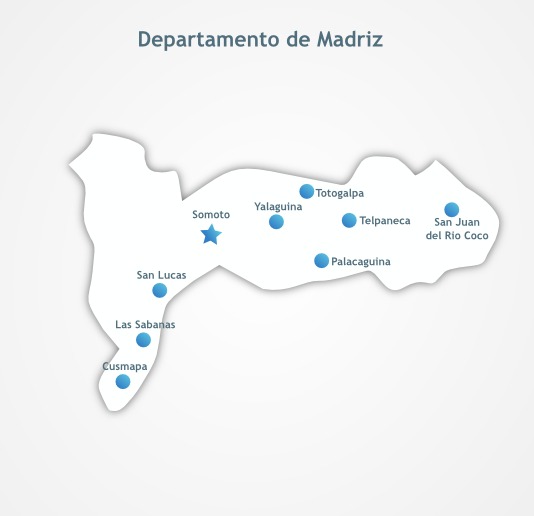 Departamento de Madriz
Totogalpa
Yalaguina
Somoto
Telpaneca
San Juan
del Rio Coco
Palacaguina
San Lucas
Las Sabanas
Cusmapa